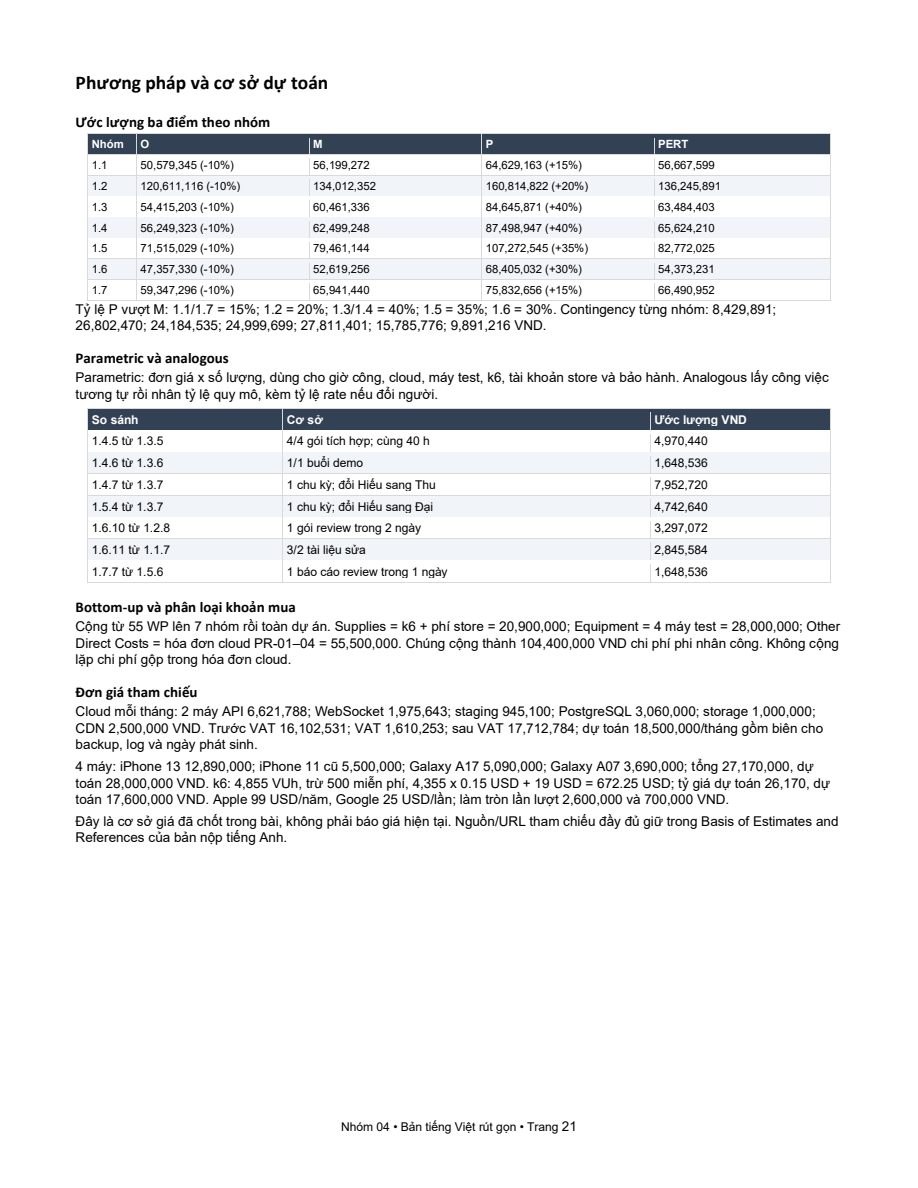 Phương pháp và cơ sở dự toán
Ước lượng ba điểm theo nhóm
Nhóm O M P PERT
1.1 50,579,345 (-10%) 56,199,272 64,629,163 (+15%) 56,667,599
1.2 120,611,116 (-10%) 134,012,352 160,814,822 (+20%) 136,245,891
1.3 54,415,203 (-10%) 60,461,336 84,645,871 (+40%) 63,484,403
1.4 56,249,323 (-10%) 62,499,248 87,498,947 (+40%) 65,624,210
1.5 71,515,029 (-10%) 79,461,144 107,272,545 (+35%) 82,772,025
1.6 47,357,330 (-10%) 52,619,256 68,405,032 (+30%) 54,373,231
1.7 59,347,296 (-10%) 65,941,440 75,832,656 (+15%) 66,490,952
Tỷ lệ P vượt M: 1.1/1.7 = 15%; 1.2 = 20%; 1.3/1.4 = 40%; 1.5 = 35%; 1.6 = 30%. Contingency từng nhóm: 8,429,891;
26,802,470; 24,184,535; 24,999,699; 27,811,401; 15,785,776; 9,891,216 VND.
Parametric và analogous
Parametric: đơn giá x số lượng, dùng cho giờ công, cloud, máy test, k6, tài khoản store và bảo hành. Analogous lấy công việc
tương tự rồi nhân tỷ lệ quy mô, kèm tỷ lệ rate nếu đổi người.
So sánh Cơ sở Ước lượng VND
1.4.5 từ 1.3.5 4/4 gói tích hợp; cùng 40 h 4,970,440
1.4.6 từ 1.3.6 1/1 buổi demo 1,648,536
1.4.7 từ 1.3.7 1 chu kỳ; đổi Hiếu sang Thu 7,952,720
1.5.4 từ 1.3.7 1 chu kỳ; đổi Hiếu sang Đại 4,742,640
1.6.10 từ 1.2.8 1 gói review trong 2 ngày 3,297,072
1.6.11 từ 1.1.7 3/2 tài liệu sửa 2,845,584
1.7.7 từ 1.5.6 1 báo cáo review trong 1 ngày 1,648,536
Bottom-up và phân loại khoản mua
Cộng từ 55 WP lên 7 nhóm rồi toàn dự án. Supplies = k6 + phí store = 20,900,000; Equipment = 4 máy test = 28,000,000; Other
Direct Costs = hóa đơn cloud PR-01–04 = 55,500,000. Chúng cộng thành 104,400,000 VND chi phí phi nhân công. Không cộng
lặp chi phí gộp trong hóa đơn cloud.
Đơn giá tham chiếu
Cloud mỗi tháng: 2 máy API 6,621,788; WebSocket 1,975,643; staging 945,100; PostgreSQL 3,060,000; storage 1,000,000;
CDN 2,500,000 VND. Trước VAT 16,102,531; VAT 1,610,253; sau VAT 17,712,784; dự toán 18,500,000/tháng gồm biên cho
backup, log và ngày phát sinh.
4 máy: iPhone 13 12,890,000; iPhone 11 cũ 5,500,000; Galaxy A17 5,090,000; Galaxy A07 3,690,000; tổng 27,170,000, dự
toán 28,000,000 VND. k6: 4,855 VUh, trừ 500 miễn phí, 4,355 x 0.15 USD + 19 USD = 672.25 USD; tỷ giá dự toán 26,170, dự
toán 17,600,000 VND. Apple 99 USD/năm, Google 25 USD/lần; làm tròn lần lượt 2,600,000 và 700,000 VND.
Đây là cơ sở giá đã chốt trong bài, không phải báo giá hiện tại. Nguồn/URL tham chiếu đầy đủ giữ trong Basis of Estimates and
References của bản nộp tiếng Anh.
Nhóm 04 • Bản tiếng Việt rút gọn • Trang 21